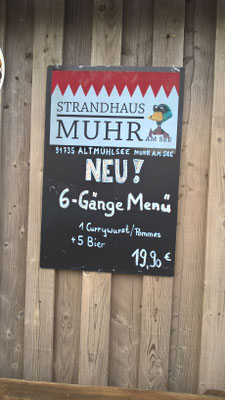 STRANDHAUS
MUHR
AM SEE
91735 ALTMÜHLSEE MUHR AM SEE
NEU!
6-Gänge Menü
1 Currywurst/Pommes
+5 Bier
19,90 €